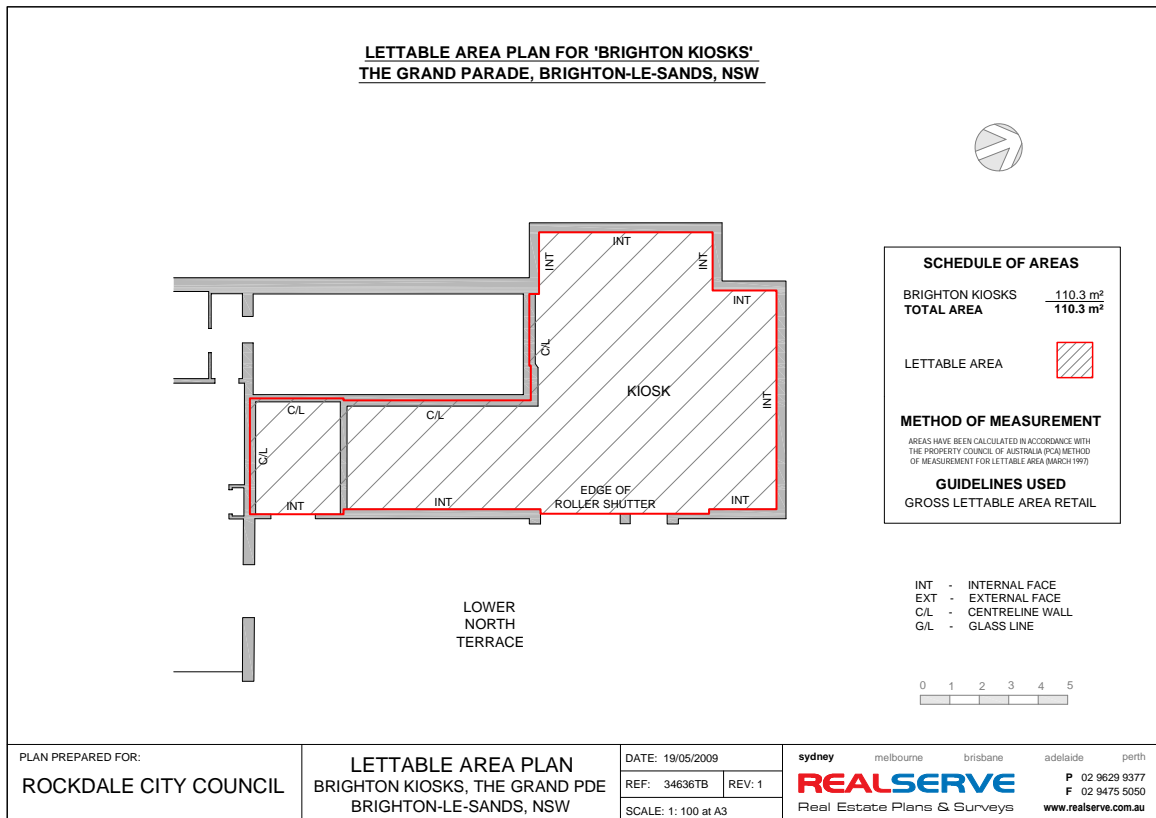 LETTABLE AREA PLAN FOR 'BRIGHTON KIOSKS'
THE GRAND PARADE, BRIGHTON-LE-SANDS, NSW
INT
INT
INT
INT
C/L
KIOSK
INT
C/L
C/L
C/L
INT
INT
EDGE OF
ROLLER SHUTTER
INT
LOWER
NORTH
TERRACE
SCHEDULE OF AREAS
BRIGHTON KIOSKS 110.3 m²
TOTAL AREA 110.3 m²
LETTABLE AREA
METHOD OF MEASUREMENT
AREAS HAVE BEEN CALCULATED IN ACCORDANCE WITH
THE PROPERTY COUNCIL OF AUSTRALIA (PCA) METHOD
OF MEASUREMENT FOR LETTABLE AREA (MARCH 1997)
GUIDELINES USED
GROSS LETTABLE AREA RETAIL
INT - INTERNAL FACE
EXT - EXTERNAL FACE
C/L - CENTRELINE WALL
G/L - GLASS LINE
0 1 2 3 4 5
PLAN PREPARED FOR:
ROCKDALE CITY COUNCIL
LETTABLE AREA PLAN
BRIGHTON KIOSKS, THE GRAND PDE
BRIGHTON-LE-SANDS, NSW
DATE: 19/05/2009
REF: 34636TB REV: 1
SCALE: 1: 100 at A3
sydney melbourne brisbane adelaide perth
REALSERVE
Real Estate Plans & Surveys
P 02 9629 9377
F 02 9475 5050
www.realserve.com.au